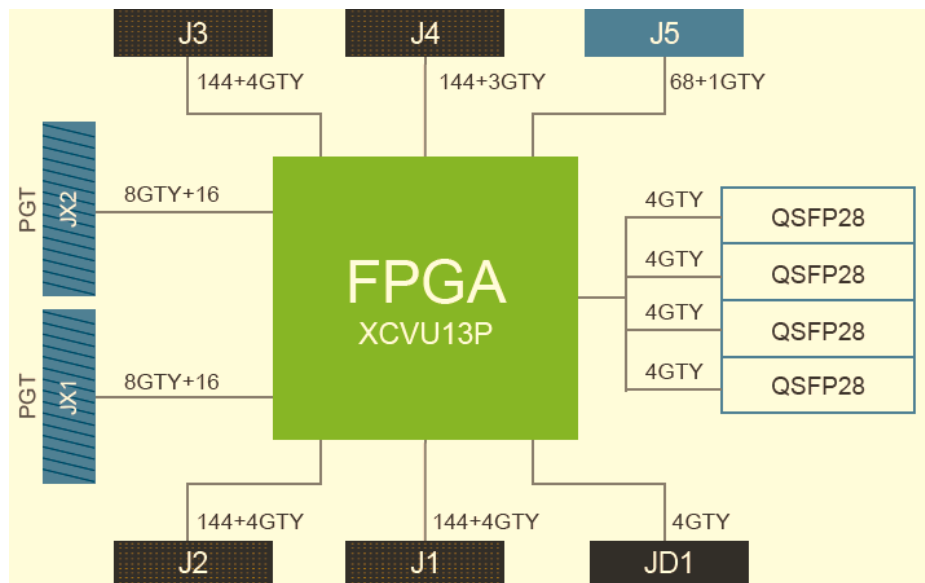 J3
J4
J5
144+4GTY
144+3GTY
68+1GTY
PGT
JX2
8GTY+16
4GTY
QSFP28
4GTY
QSFP28
FPGA
XCVU13P
4GTY
QSFP28
4GTY
QSFP28
PGT
JX1
8GTY+16
144+4GTY
144+4GTY
4GTY
J2
J1
JD1